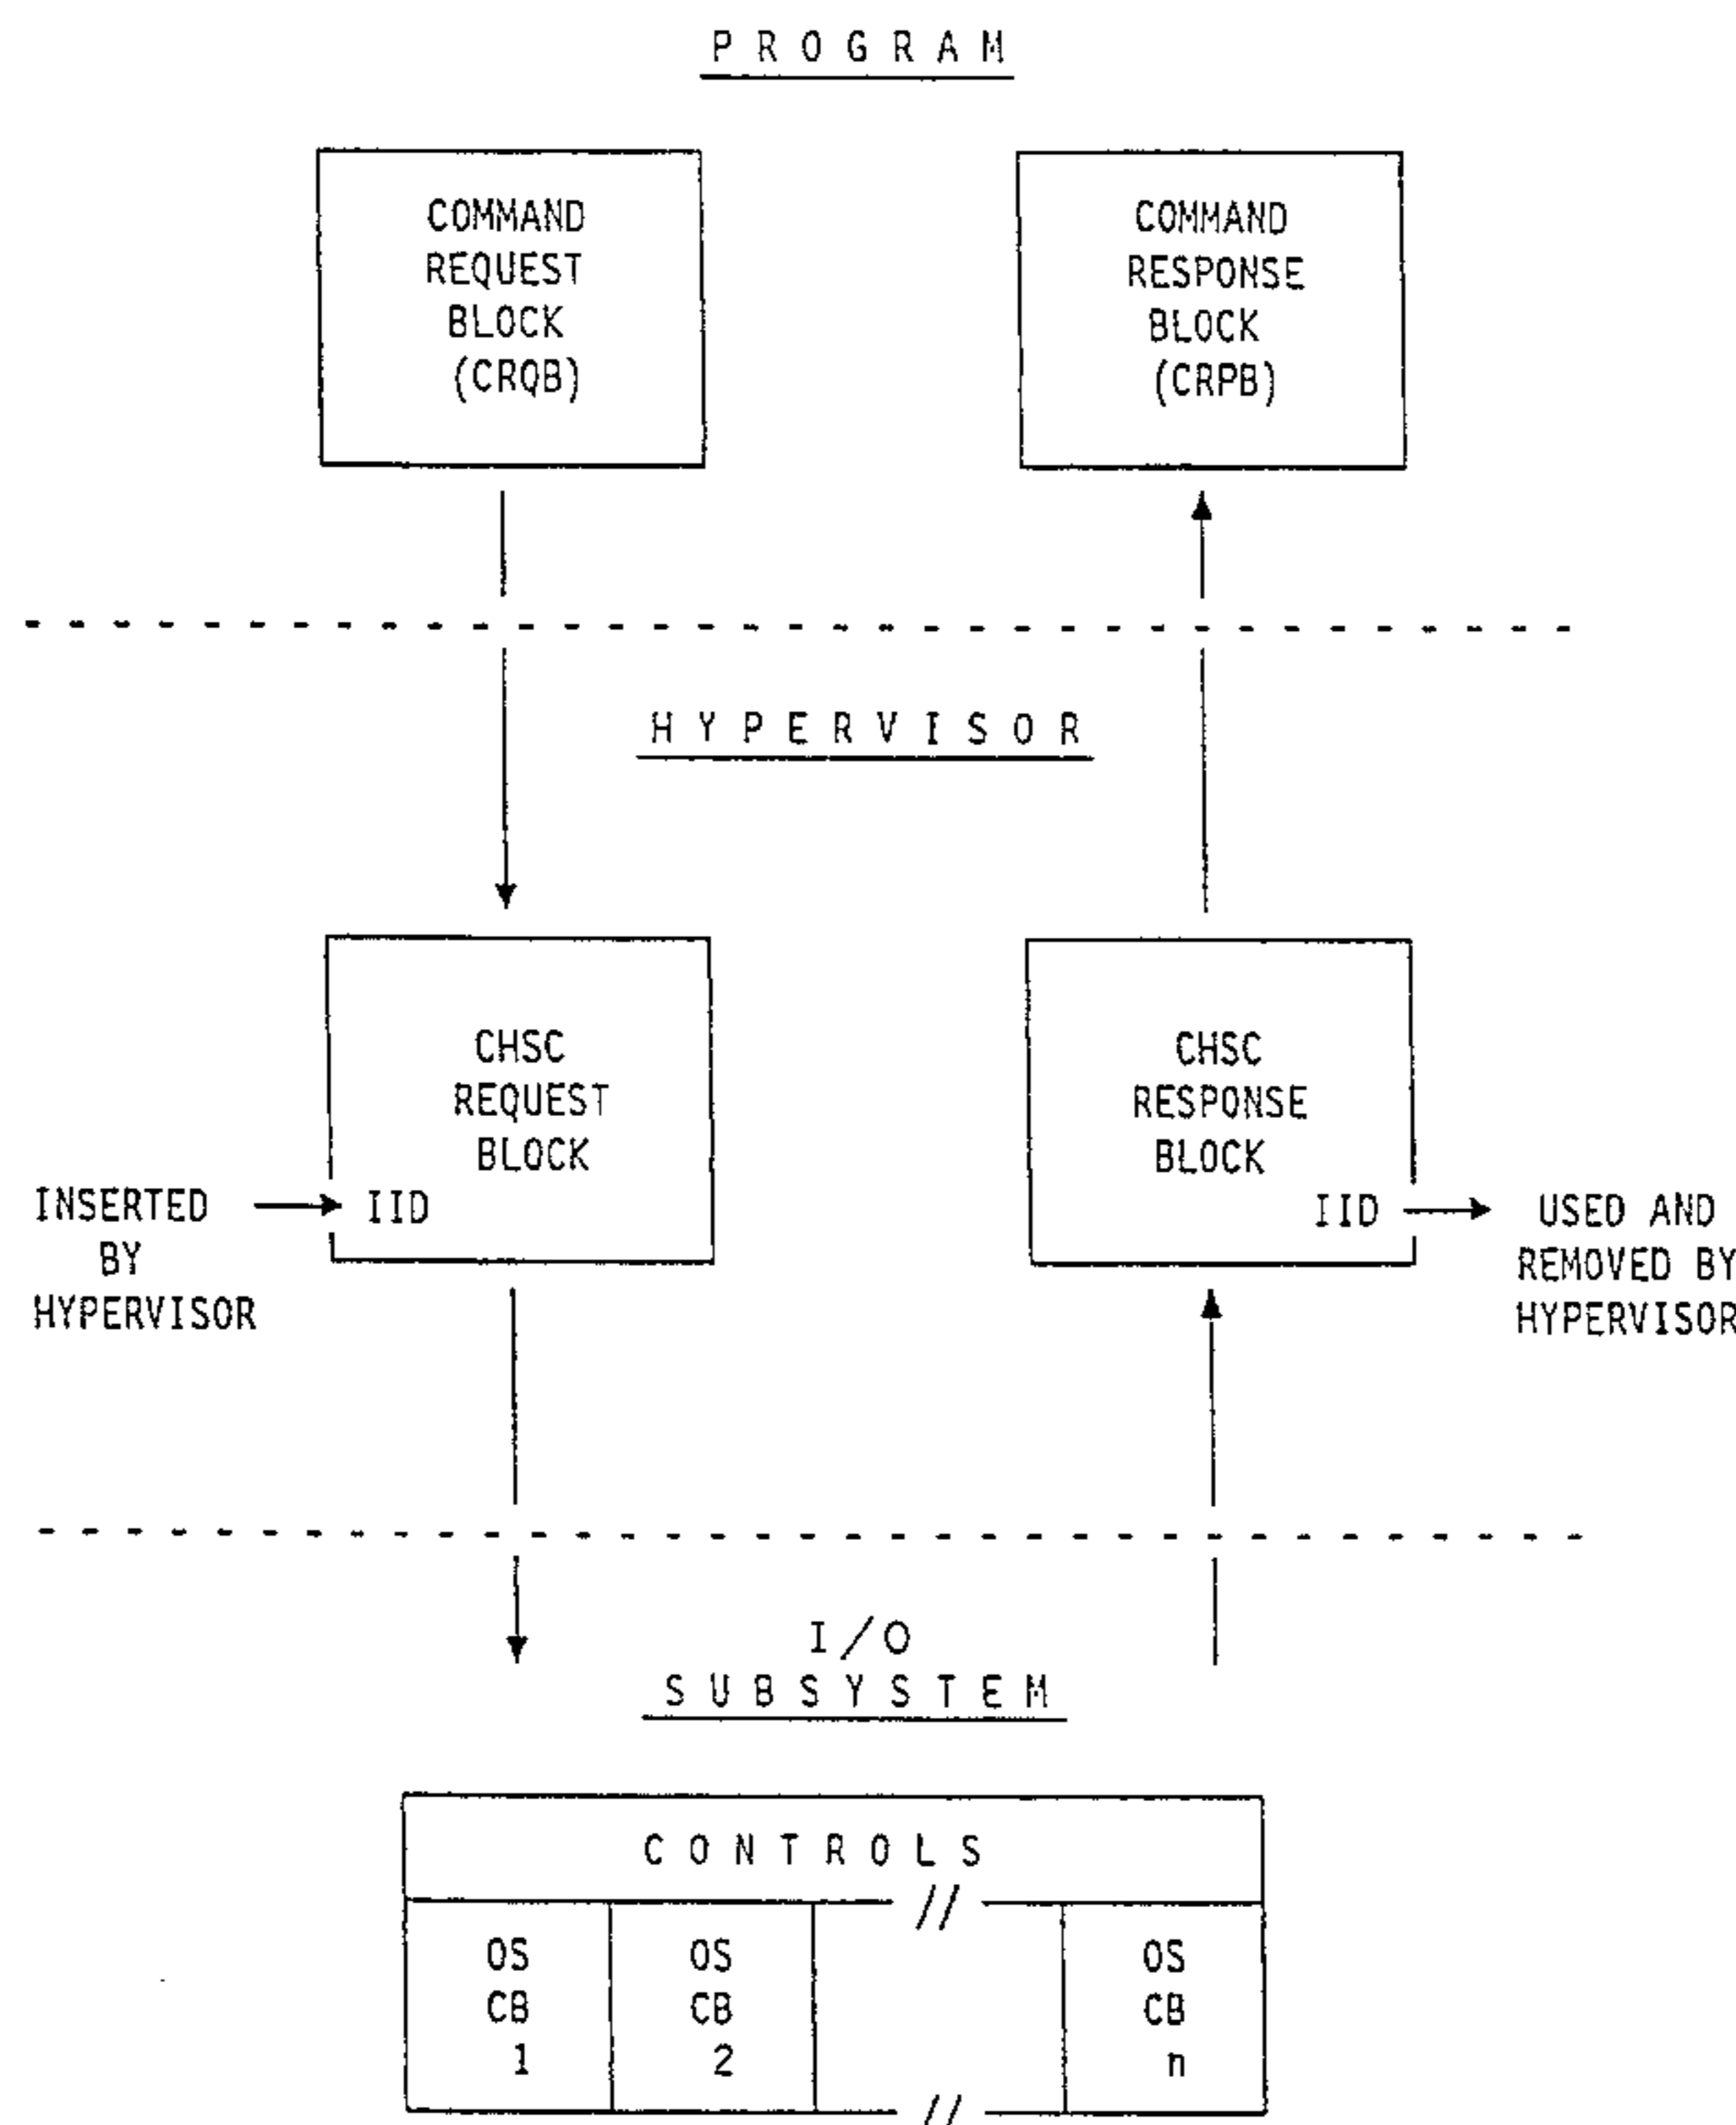 PROGRAM
COMMAND
REQUEST
BLOCK
(CRQB)
COMMAND
RESPONSE
BLOCK
(CRPB)
HYPERVISOR
CHSC
REQUEST
BLOCK
IID
INSERTED
BY
HYPERVISOR
CHSC
RESPONSE
BLOCK
IID
USED AND
REMOVED BY
HYPERVISOR
I/O
SUBSYSTEM
CONTROLS
OS
CB
1
OS
CB
2
//
OS
CB
n
//